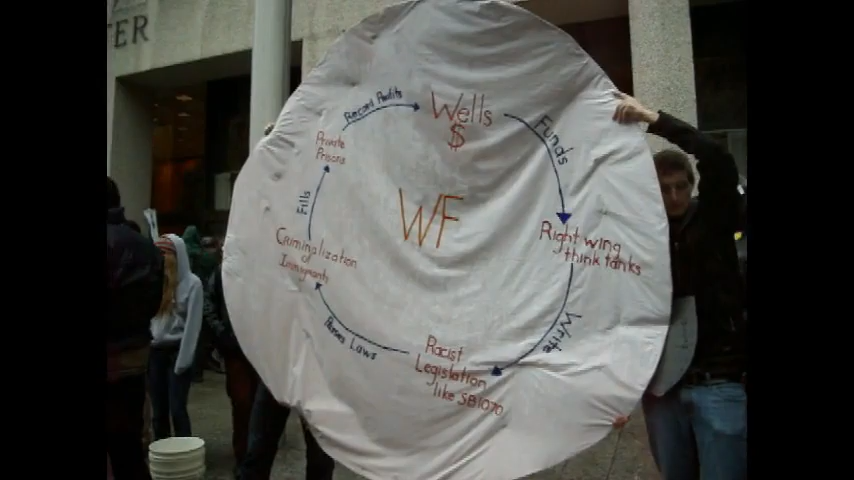 TER
Wells
$
Funds
Right wing
think tanks
Write
Racist
Legislation
like SB1070
Passes Laws
Criminalization
of
Immigrants
Fills
Private
Prisons
Record Profits
WF